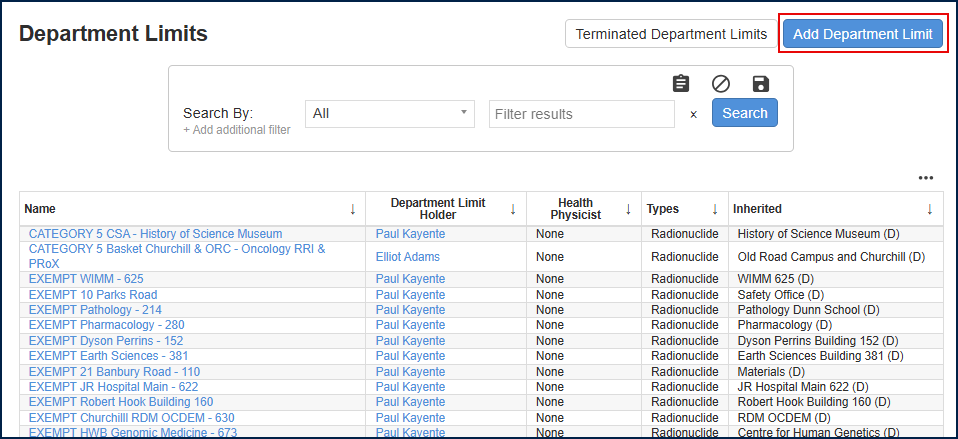 Department Limits
Terminated Department Limits
Add Department Limit
Search By:
All
Filter results
x
Search
+ Add additional filter
Name ↓ Department Limit Holder ↓ Health Physicist ↓ Types ↓ Inherited ↓
CATEGORY 5 CSA - History of Science Museum Paul Kayente None Radionuclide History of Science Museum (D)
CATEGORY 5 Basket Churchill & ORC - Oncology RRI &
PRoX Elliot Adams None Radionuclide Old Road Campus and Churchill (D)
EXEMPT WIMM - 625 Paul Kayente None Radionuclide WIMM 625 (D)
EXEMPT 10 Parks Road Paul Kayente None Radionuclide Safety Office (D)
EXEMPT Pathology - 214 Paul Kayente None Radionuclide Pathology Dunn School (D)
EXEMPT Pharmacology - 280 Paul Kayente None Radionuclide Pharmacology (D)
EXEMPT Dyson Perrins - 152 Paul Kayente None Radionuclide Dyson Perrins Building 152 (D)
EXEMPT Earth Sciences - 381 Paul Kayente None Radionuclide Earth Sciences Building 381 (D)
EXEMPT 21 Banbury Road - 110 Paul Kayente None Radionuclide Materials (D)
EXEMPT JR Hospital Main - 622 Paul Kayente None Radionuclide JR Hospital Main 622 (D)
EXEMPT Robert Hook Building 160 Paul Kayente None Radionuclide Robert Hook Building 160 (D)
EXEMPT Churchilll RDM OCDEM - 630 Paul Kayente None Radionuclide RDM OCDEM (D)
EXEMPT HWB Genomic Medicine - 673 Paul Kayente None Radionuclide Centre for Human Genetics (D)